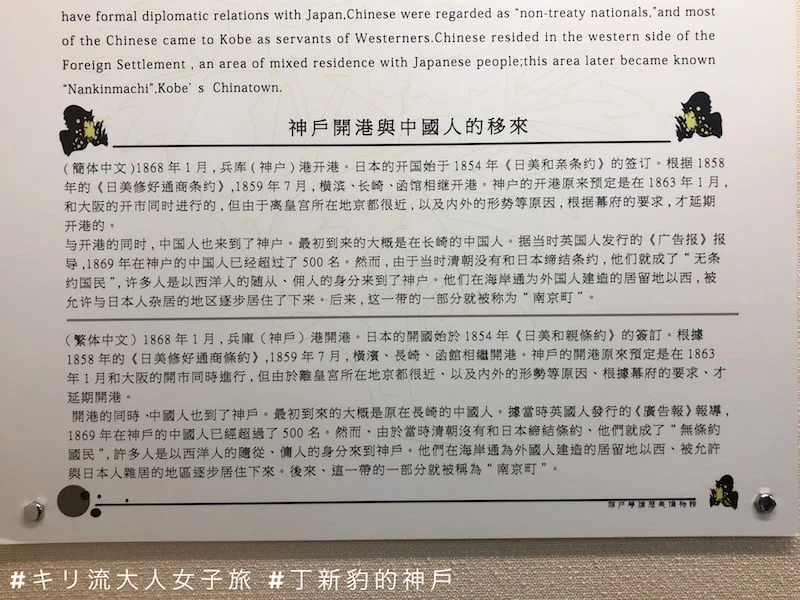 have formal diplomatic relations with Japan,Chinese were regarded as “non-treaty nationals,”and most
of the Chinese came to Kobe as servants of Westerners.Chinese resided in the western side of the
Foreign Settlement , an area of mixed residence with Japanese people;this area later became known
“Nankinmachi”,Kobe’s Chinatown.
神戶開港與中國人的移來
(簡体中文)1868 年 1 月, 兵库 ( 神户 ) 港开港。日本的开国始于 1854 年《日美和亲条约》的签订。根据 1858
年的《日美修好通商条约》,1859 年 7 月, 横滨、长崎、函馆相继开港。神户的开港原来预定是在 1863 年 1 月,
和大阪的开市同时进行的, 但由于离皇宫所在地京都很近, 以及内外的形势等原因, 根据幕府的要求, 才延期
开港的。
与开港的同时, 中国人也来到了神户。最初到来的大概是在长崎的中国人。据当时英国人发行的《广告报》报
导, 1869 年在神户的中国人已经超过了 500 名。然而, 由于当时清朝没有和日本缔结条约, 他们就成了 “ 无条
约国民 ”, 许多人是以西洋人的随从、佣人的身分来到了神户。他们在海岸通为外国人建造的居留地以西, 被
允许与日本人杂居的地区逐步居住了下来。后来, 这一带的一部分就被称为 “ 南京町 ”。
(繁体中文) 1868 年 1 月, 兵庫 ( 神戶 ) 港開港。日本的開國始於 1854 年《日美和親條約》的簽訂。根據
1858 年的《日美修好通商條約》,1859 年 7 月, 橫濱、長崎、函館相繼開港。神戶的開港原來預定是在 1863
年 1 月和大阪的開市同時進行, 但由於離皇宮所在地京都很近、以及內外的形勢等原因、根據幕府的要求、才
延期開港。
開港的同時、中國人也到了神戶。最初到來的大概是原在長崎的中國人。據當時英國人發行的《廣告報》報導,
1869 年在神戶的中國人已經超過了 500 名。然而、由於當時清朝沒有和日本締結條約、他們就成了 “ 無條約
國民 ”, 許多人是以西洋人的隨從、傭人的身分來到神戶。他們在海岸通為外國人建造的居留地以西、被允許
與日本人雜居的地區逐步居住下來。後來、這一帶的一部分就被稱為 “ 南京町 ”。
#キリ流大人女子旅 #丁新豹的神戶